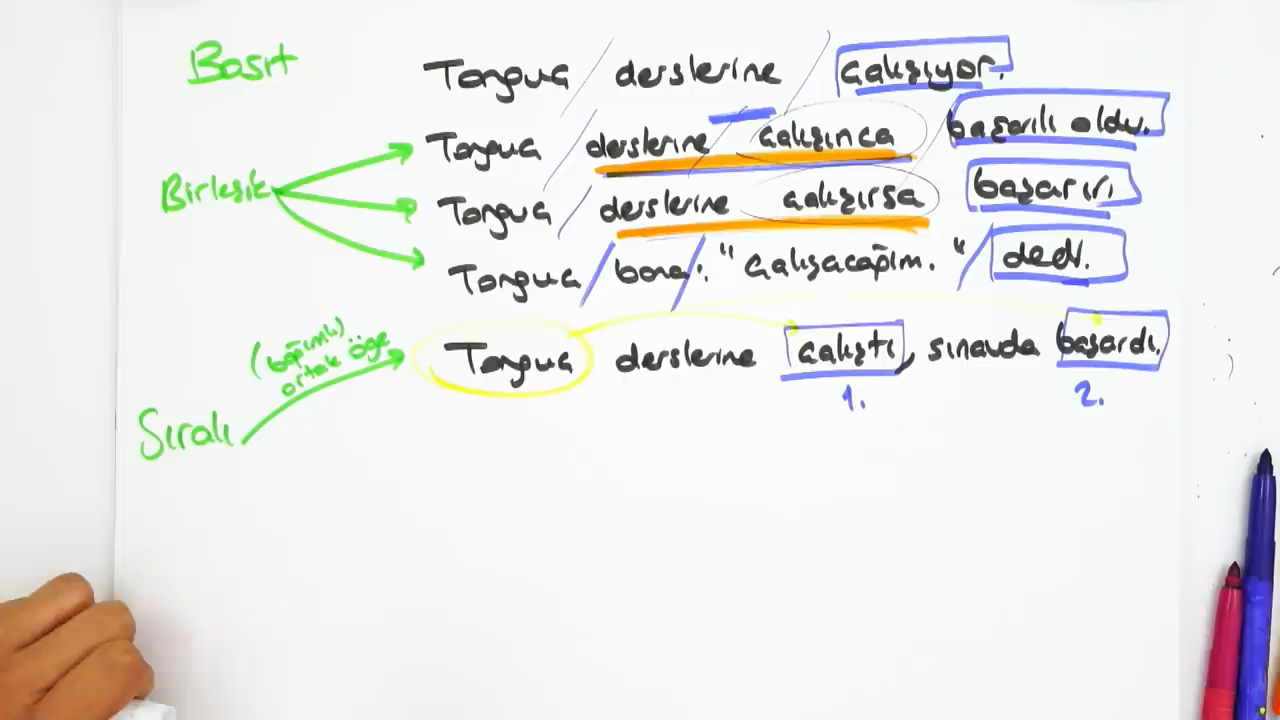 Basit Tonguç derslerine çalışıyor.
Tonguç derslerine çalışınca başarılı oldu.
Birleşik Tonguç derslerine çalışırsa başarır.
Tonguç bana: "Çalışacağım." dedi.
(bağımlı) ortak öge
Tonguç derslerine çalıştı, sınavda başardı.
1. 2.
Sıralı